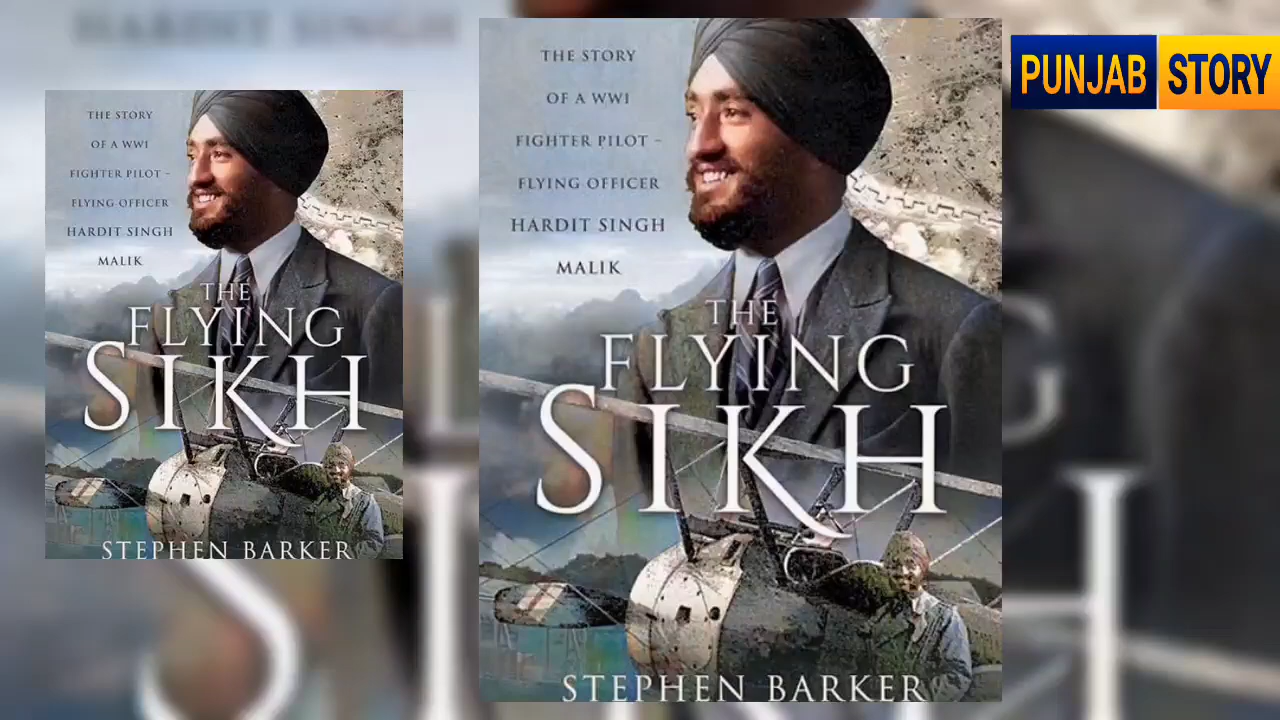 THE STORY
OF A WWI
FIGHTER PILOT –
FLYING OFFICER
HARDIT SINGH
MALIK
THE
FLYING
SIKH
STEPHEN BARKER
THE STORY
OF A WWI
FIGHTER PILOT –
FLYING OFFICER
HARDIT SINGH
MALIK
THE
FLYING
SIKH
STEPHEN BARKER
PUNJAB STORY